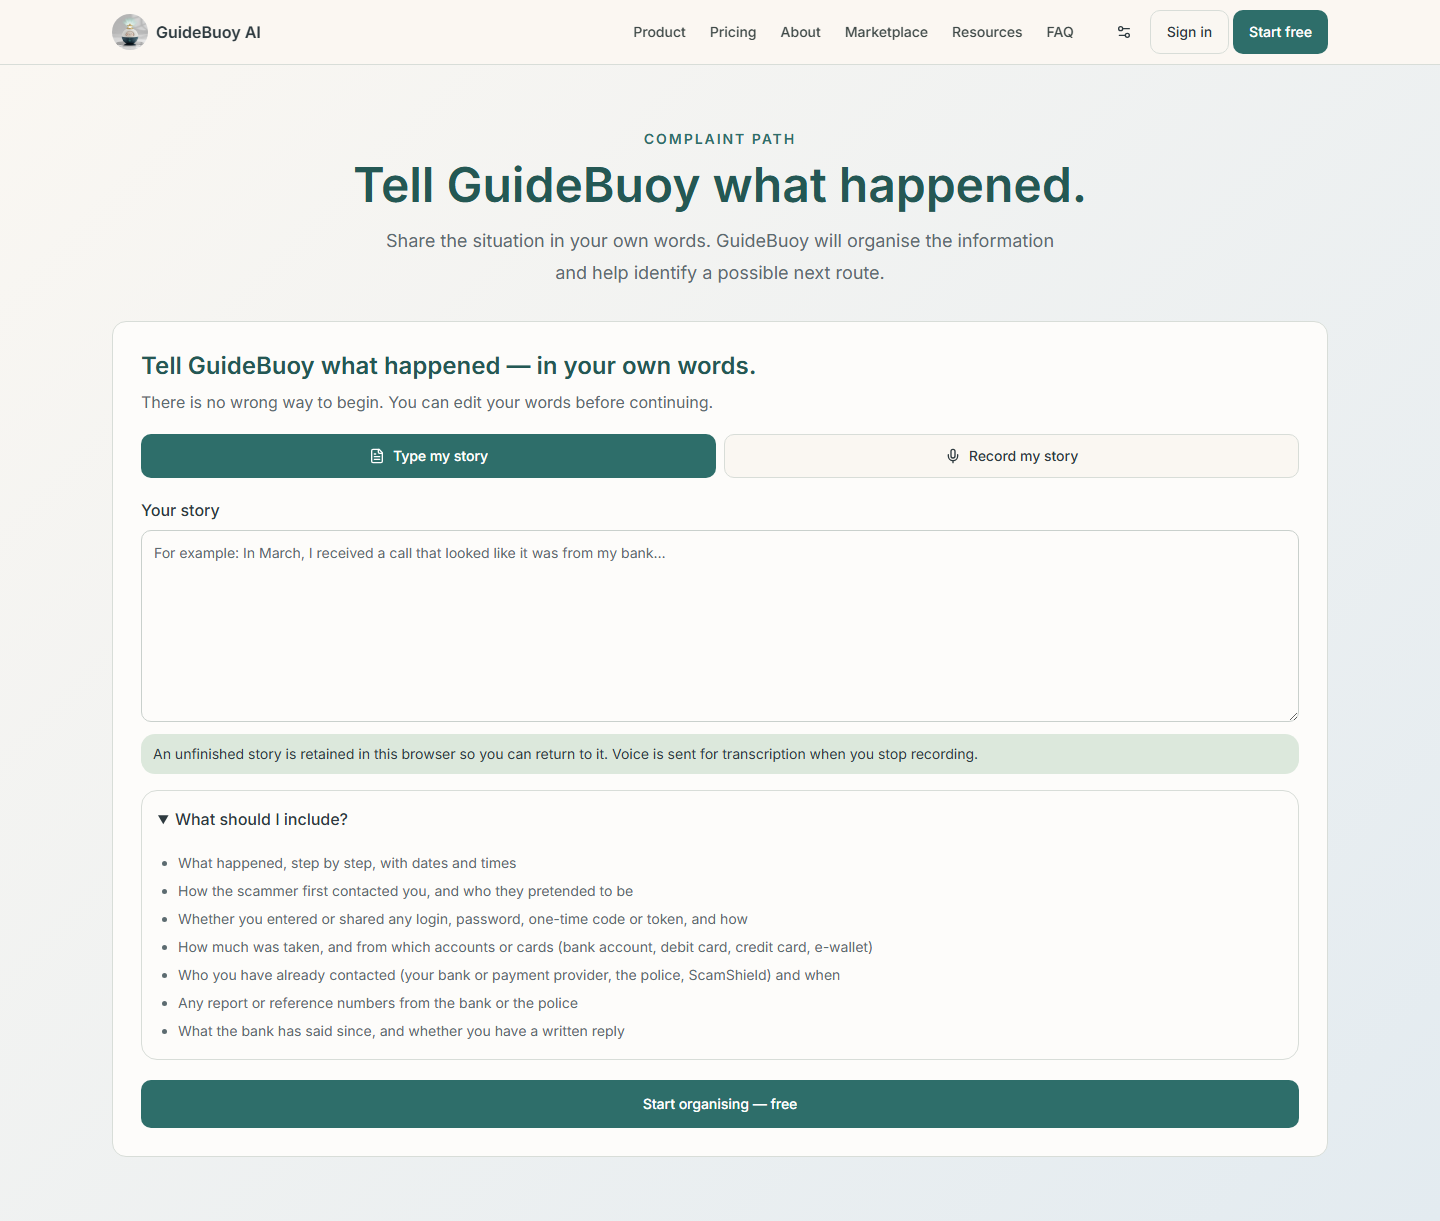 GuideBuoy AI
Product
Pricing
About
Marketplace
Resources
FAQ
Sign in
Start free
COMPLAINT PATH
Tell GuideBuoy what happened.
Share the situation in your own words. GuideBuoy will organise the information
and help identify a possible next route.
Tell GuideBuoy what happened — in your own words.
There is no wrong way to begin. You can edit your words before continuing.
Type my story
Record my story
Your story
For example: In March, I received a call that looked like it was from my bank...
An unfinished story is retained in this browser so you can return to it. Voice is sent for transcription when you stop recording.
What should I include?
What happened, step by step, with dates and times
How the scammer first contacted you, and who they pretended to be
Whether you entered or shared any login, password, one-time code or token, and how
How much was taken, and from which accounts or cards (bank account, debit card, credit card, e-wallet)
Who you have already contacted (your bank or payment provider, the police, ScamShield) and when
Any report or reference numbers from the bank or the police
What the bank has said since, and whether you have a written reply
Start organising — free